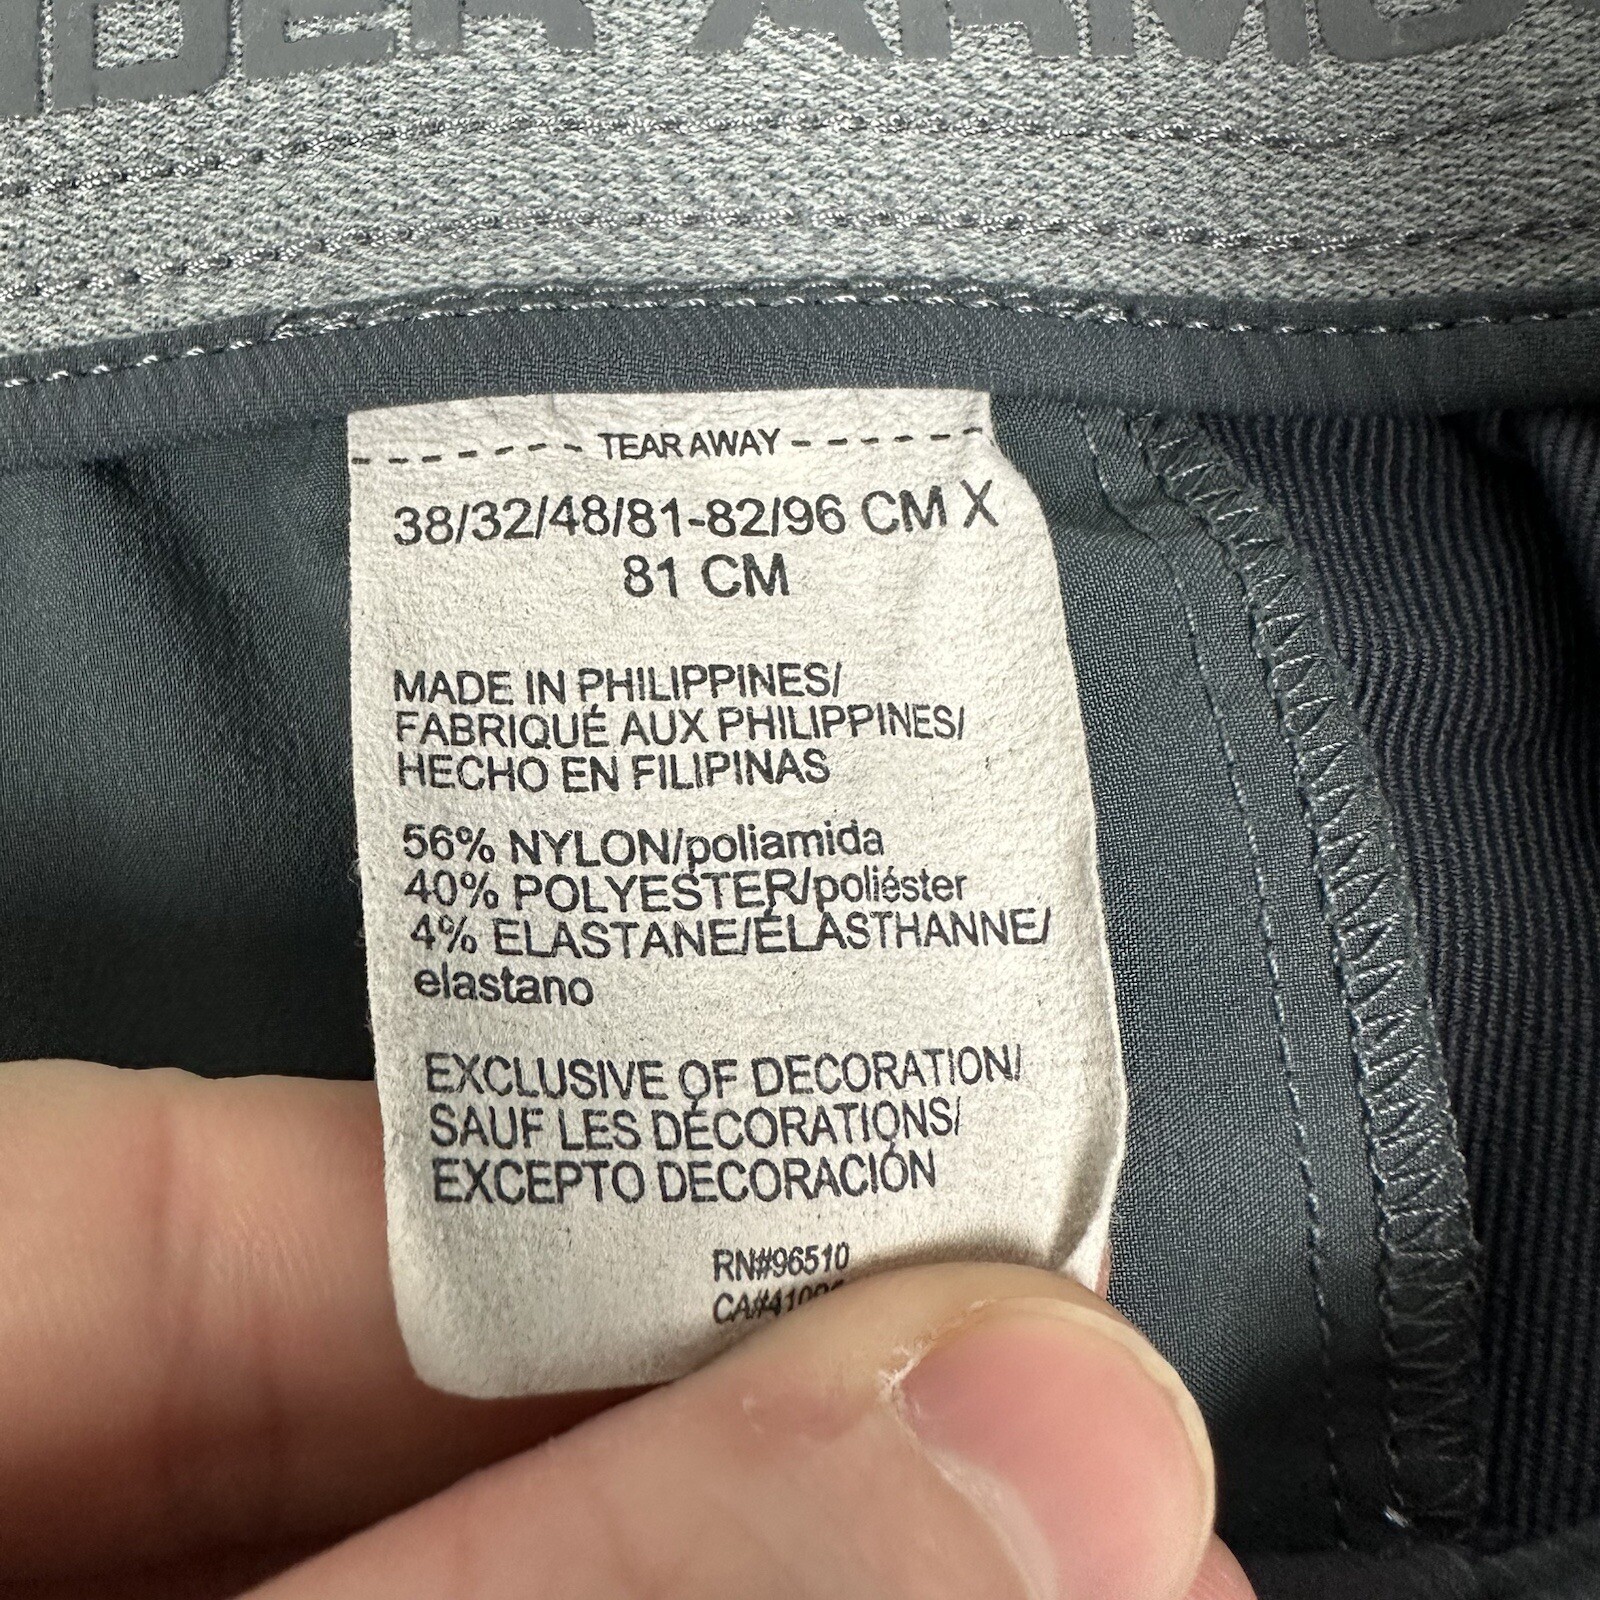 TEAR AWAY
38/32/48/81-82/96 CM X
81 CM
MADE IN PHILIPPINES/
FABRIQUÉ AUX PHILIPPINES/
HECHO EN FILIPINAS
56% NYLON/poliamida
40% POLYESTER/poliéster
4% ELASTANE/ÉLASTHANNE/
elastano
EXCLUSIVE OF DECORATION/
SAUF LES DÉCORATIONS/
EXCEPTO DECORACIÓN
RN#96510